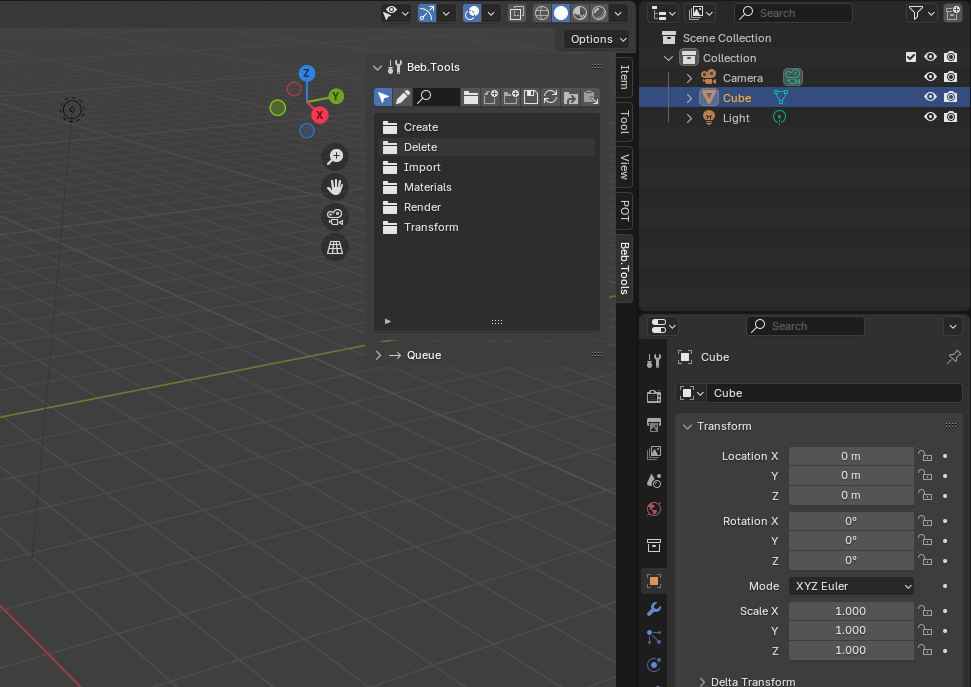 Search
Options
Scene Collection
Collection
Camera
Cube
Light
Z
Y
X
Beb.Tools
Create
Delete
Import
Materials
Render
Transform
Queue
Item
Tool
View
POT
Beb.Tools
Search
Cube
Cube
Transform
Location X 0 m
Y 0 m
Z 0 m
Rotation X 0°
Y 0°
Z 0°
Mode XYZ Euler
Scale X 1.000
Y 1.000
Z 1.000
Delta Transform